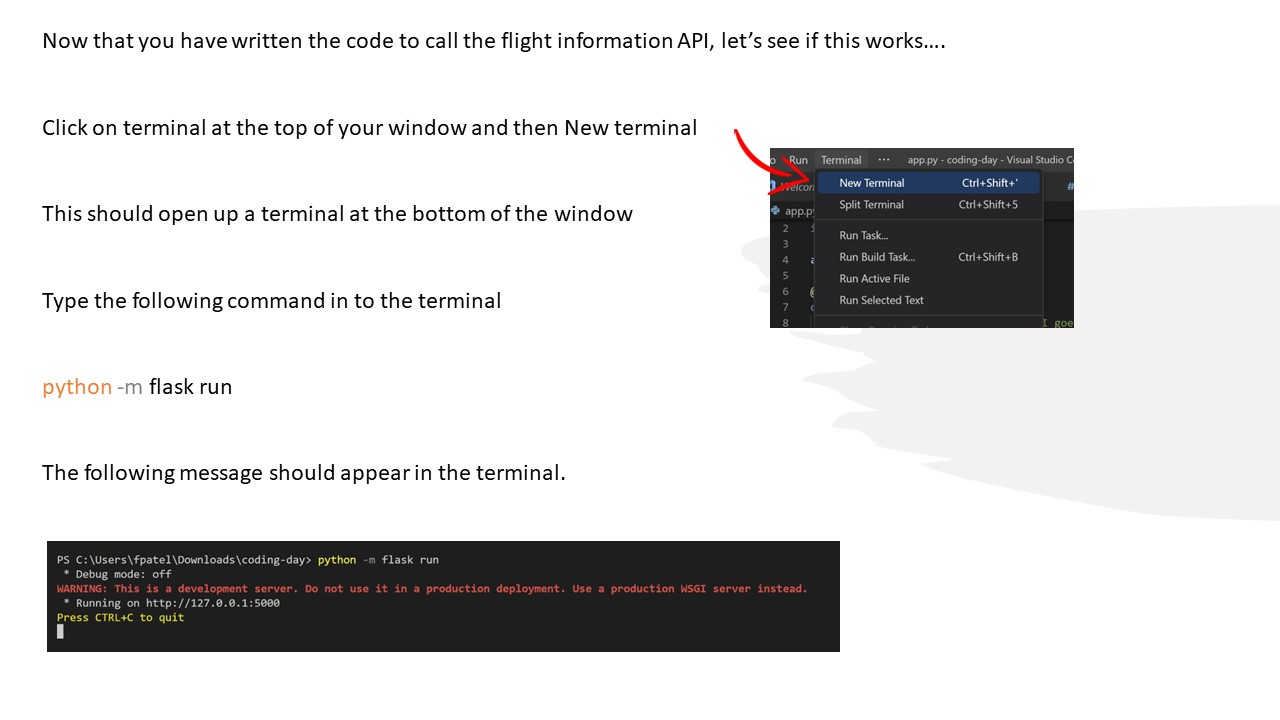 Now that you have written the code to call the flight information API, let’s see if this works….
Click on terminal at the top of your window and then New terminal
Run Terminal ··· app.py - coding-day - Visual Studio
New Terminal Ctrl+Shift+'
Split Terminal Ctrl+Shift+5
Run Task...
Run Build Task... Ctrl+Shift+B
Run Active File
Run Selected Text
2
3
4
5
6
7
8
This should open up a terminal at the bottom of the window
Type the following command in to the terminal
python -m flask run
The following message should appear in the terminal.
PS C:\Users\fpatel\Downloads\coding-day> python -m flask run
* Debug mode: off
WARNING: This is a development server. Do not use it in a production deployment. Use a production WSGI server instead.
* Running on http://127.0.0.1:5000
Press CTRL+C to quit